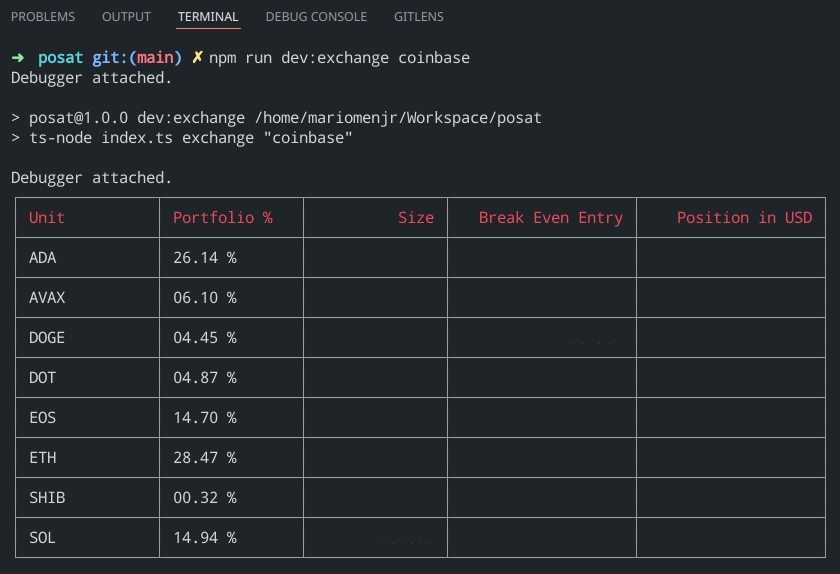 PROBLEMS OUTPUT TERMINAL DEBUG CONSOLE GITLENS
➜ posat git:(main) ✗ npm run dev:exchange coinbase
Debugger attached.
> posat@1.0.0 dev:exchange /home/mariomenjr/Workspace/posat
> ts-node index.ts exchange "coinbase"
Debugger attached.
Unit Portfolio % Size Break Even Entry Position in USD
ADA 26.14 %
AVAX 06.10 %
DOGE 04.45 %
DOT 04.87 %
EOS 14.70 %
ETH 28.47 %
SHIB 00.32 %
SOL 14.94 %